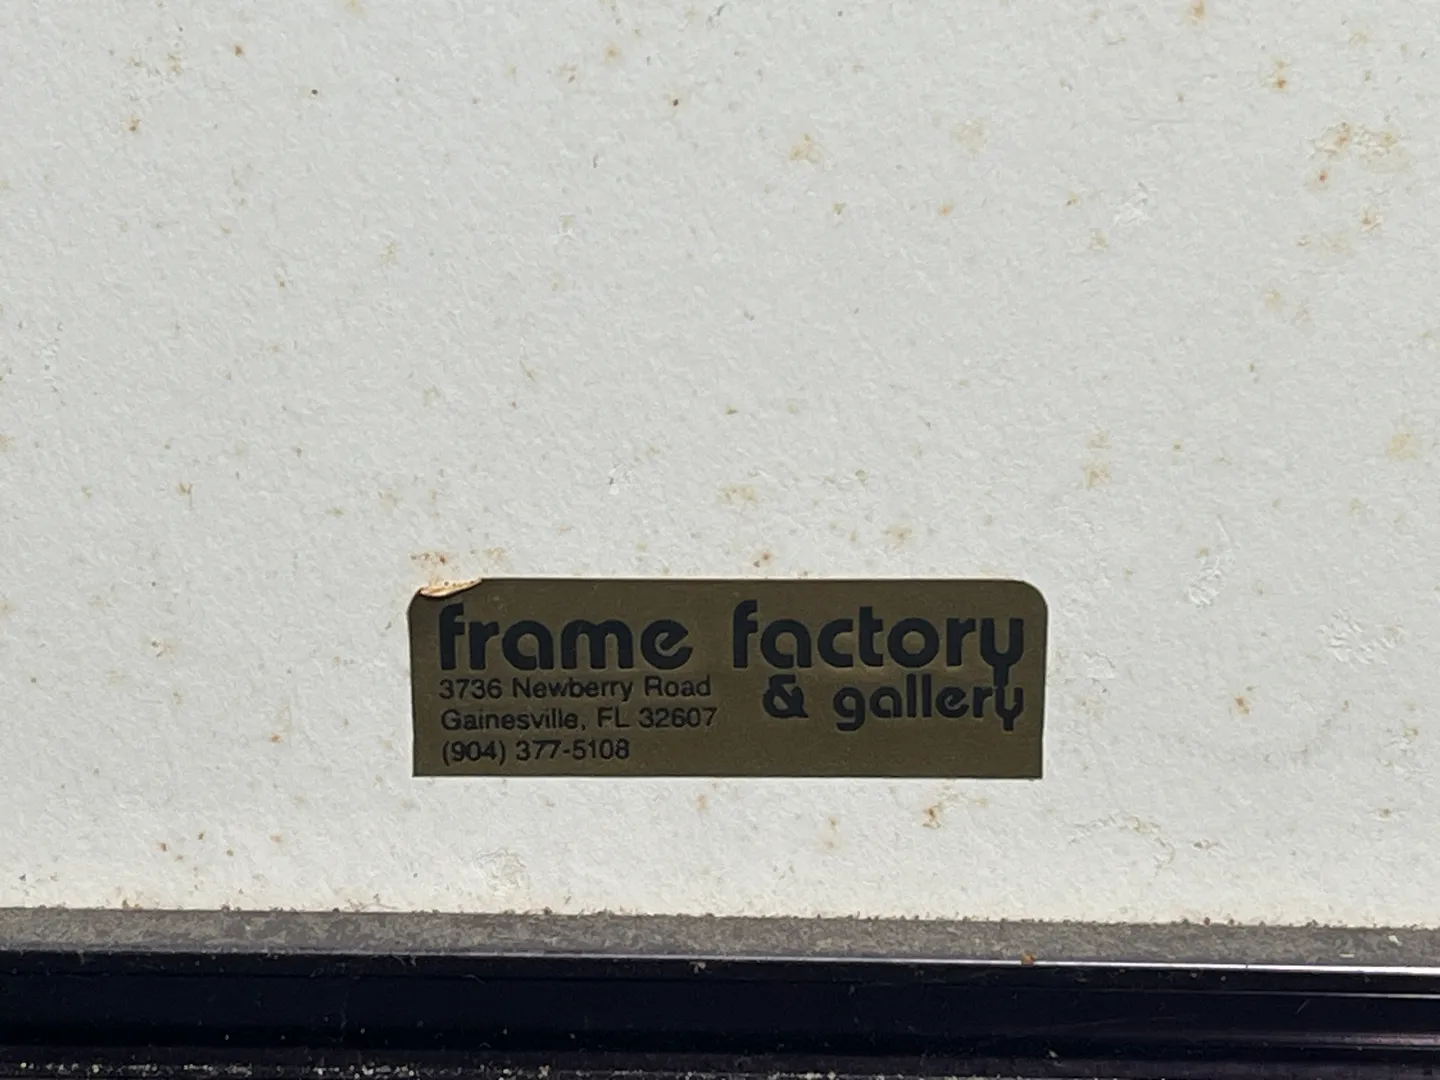 frame factory
& gallery
3736 Newberry Road
Gainesville, FL 32607
(904) 377-5108